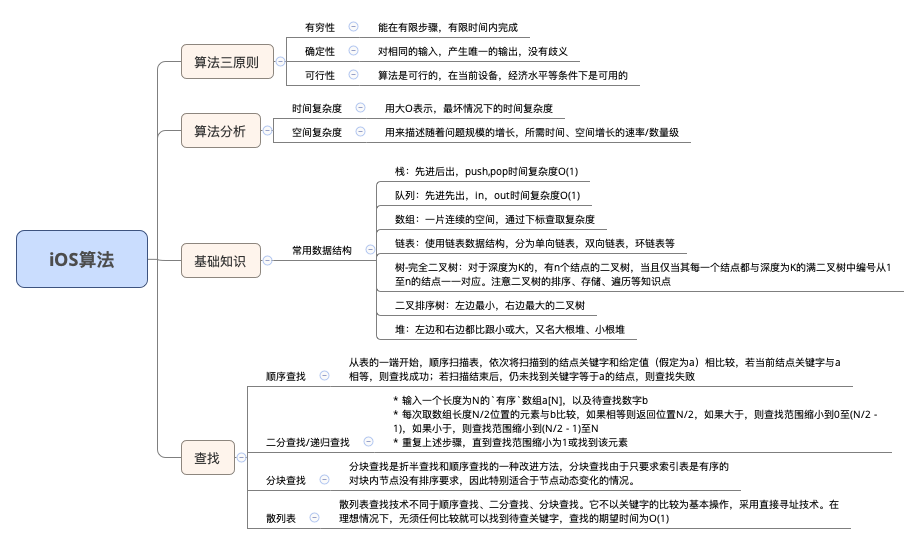 iOS算法
算法三原则
有穷性
能在有限步骤，有限时间内完成
确定性
对相同的输入，产生唯一的输出，没有歧义
可行性
算法是可行的，在当前设备，经济水平等条件下是可用的
算法分析
时间复杂度
用大O表示，最坏情况下的时间复杂度
空间复杂度
用来描述随着问题规模的增长，所需时间、空间增长的速率/数量级
基础知识
常用数据结构
栈：先进后出，push,pop时间复杂度O(1)
队列：先进先出，in，out时间复杂度O(1)
数组：一片连续的空间，通过下标查取复杂度
链表：使用链表数据结构，分为单向链表，双向链表，环链表等
树-完全二叉树：对于深度为K的，有n个结点的二叉树，当且仅当其每一个结点都与深度为K的满二叉树中编号从1
至n的结点一一对应。注意二叉树的排序、存储、遍历等知识点
二叉排序树：左边最小，右边最大的二叉树
堆：左边和右边都比跟小或大，又名大根堆、小根堆
查找
顺序查找
从表的一端开始，顺序扫描表，依次将扫描到的结点关键字和给定值（假定为a）相比较，若当前结点关键字与a
相等，则查找成功；若扫描结束后，仍未找到关键字等于a的结点，则查找失败
二分查找/递归查找
* 输入一个长度为N的`有序`数组a[N]，以及待查找数字b
* 每次取数组长度N/2位置的元素与b比较，如果相等则返回位置N/2，如果大于，则查找范围缩小到0至(N/2 -
1)，如果小于，则查找范围缩小到(N/2 - 1)至N
* 重复上述步骤，直到查找范围缩小为1或找到该元素
分块查找
分块查找是折半查找和顺序查找的一种改进方法，分块查找由于只要求索引表是有序的
对块内节点没有排序要求，因此特别适合于节点动态变化的情况。
散列表
散列表查找技术不同于顺序查找、二分查找、分块查找。它不以关键字的比较为基本操作，采用直接寻址技术。在
理想情况下，无须任何比较就可以找到待查关键字，查找的期望时间为O(1)